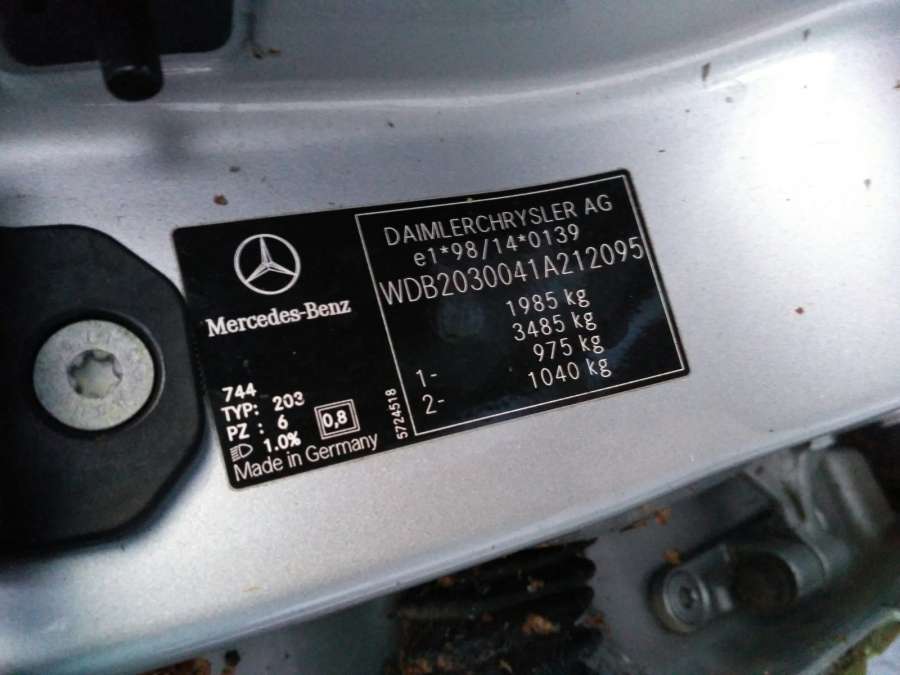 Mercedes-Benz
744
TYP: 203
PZ : 6
1.0%
0,8
Made in Germany
5724518
DAIMLERCHRYSLER AG
e1*98/14*0139
WDB2030041A212095
1985 kg
3485 kg
1- 975 kg
2- 1040 kg